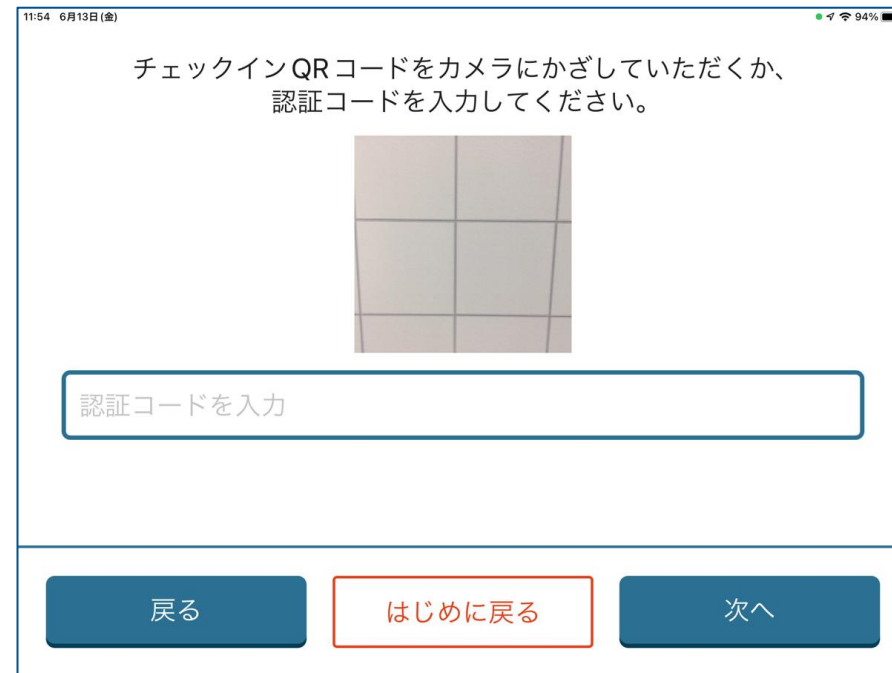 11:54 6月13日(金) 94%
チェックインQRコードをカメラにかざしていただくか、
認証コードを入力してください。
認証コードを入力
戻る はじめに戻る 次へ